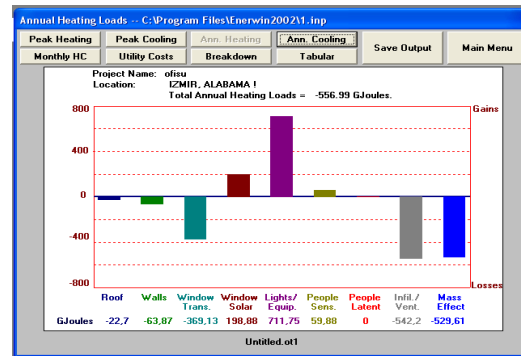 Annual Heating Loads -- C:\Program Files\Enerwin2002\1.inp
Peak Heating Peak Cooling Ann. Heating Ann. Cooling Save Output Main Menu
Monthly HC Utility Costs Breakdown Tabular
Project Name: ofisu
Location: IZMIR, ALABAMA !
Total Annual Heating Loads = -556.99 GJoules.
800 Gains
400
0
-400
-800 Losses
Roof Walls Window Trans. Window Solar Lights/ Equip. People Sens. People Latent Infil./ Vent. Mass Effect
GJoules -22,7 -63,87 -369,13 198,88 711,75 59,88 0 -542,2 -529,61
Untitled.ot1